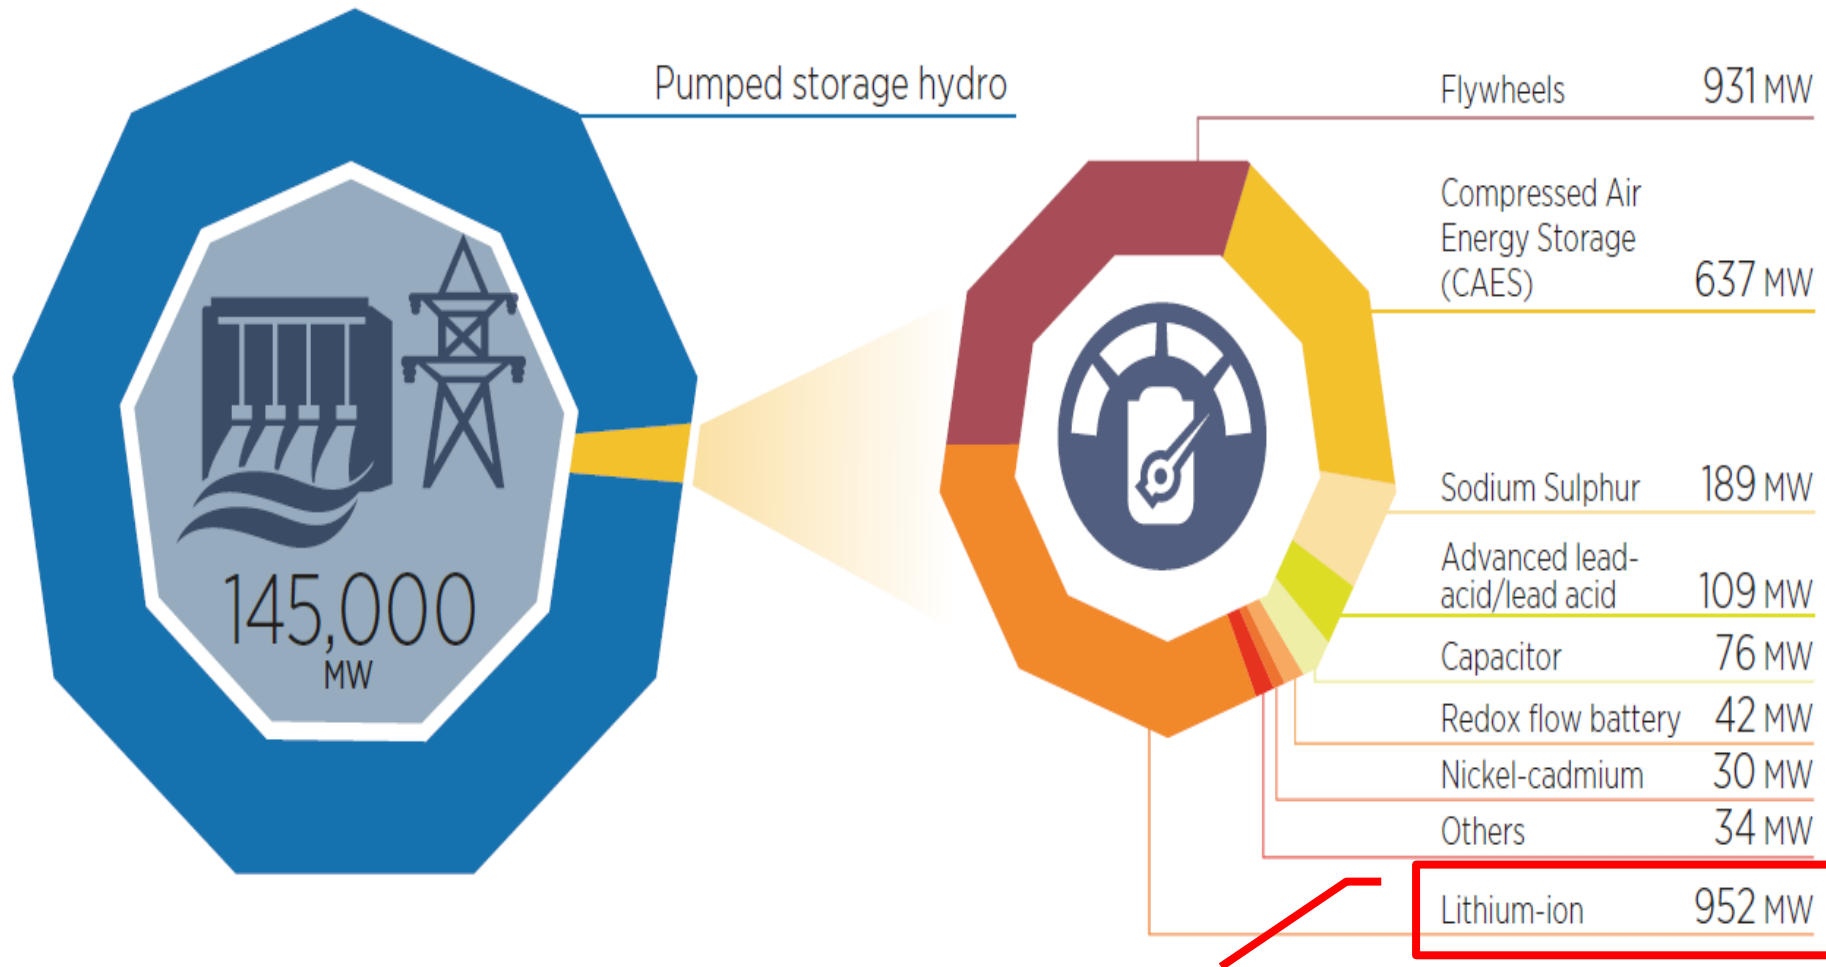 Pumped storage hydro
145,000
MW
Flywheels 931 MW
Compressed Air
Energy Storage
(CAES) 637 MW
Sodium Sulphur 189 MW
Advanced lead-
acid/lead acid 109 MW
Capacitor 76 MW
Redox flow battery 42 MW
Nickel-cadmium 30 MW
Others 34 MW
Lithium-ion 952 MW